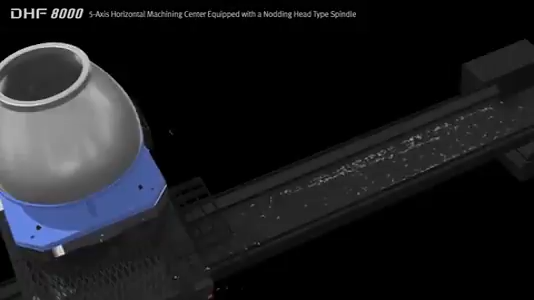 DHF 8000 5-Axis Horizontal Machining Center Equipped with a Nodding Head Type Spindle